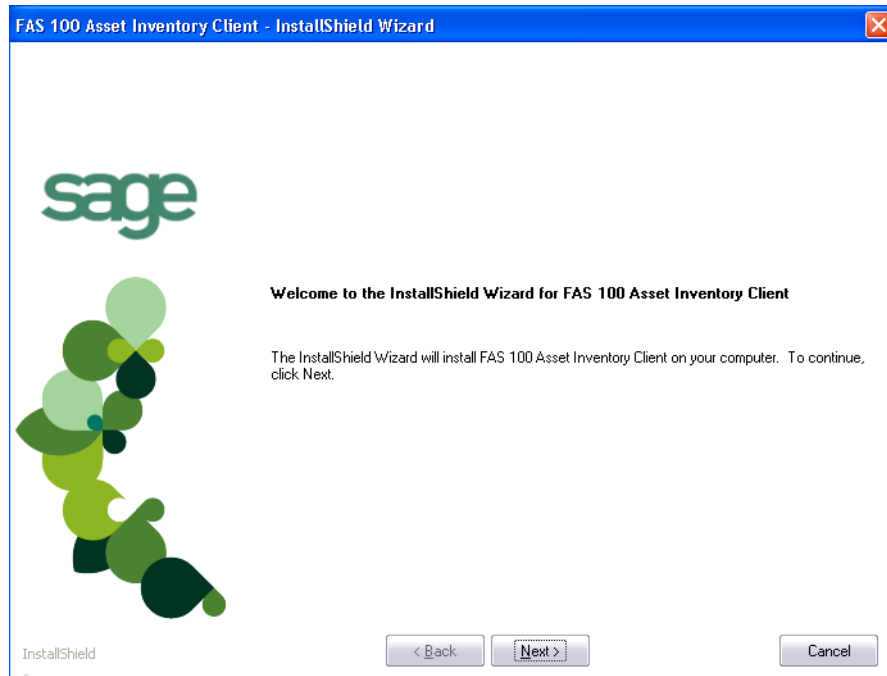 FAS 100 Asset Inventory Client - InstallShield Wizard
sage
Welcome to the InstallShield Wizard for FAS 100 Asset Inventory Client
The InstallShield Wizard will install FAS 100 Asset Inventory Client on your computer. To continue,
click Next.
InstallShield
< Back
Next >
Cancel